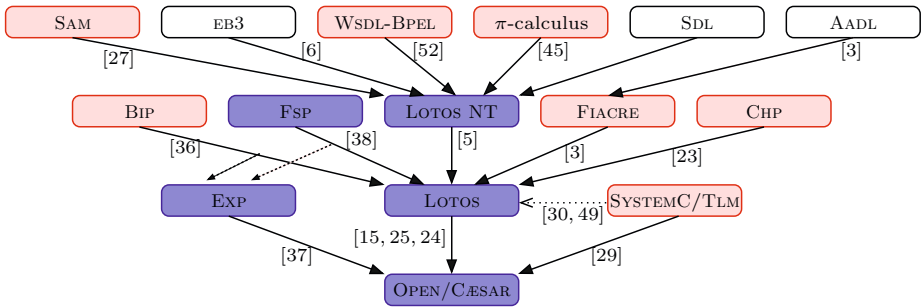 SAM EB3 WSDL-BPEL π-calculus SDL AADL
[27] [6] [52] [45] [3]
BIP FSP LOTOS NT FIACRE CHP
[36] [38] [5] [3] [23]
EXP LOTOS SYSTEMC/TLM
[30, 49]
[37] [15, 25, 24] [29]
OPEN/CÆSAR